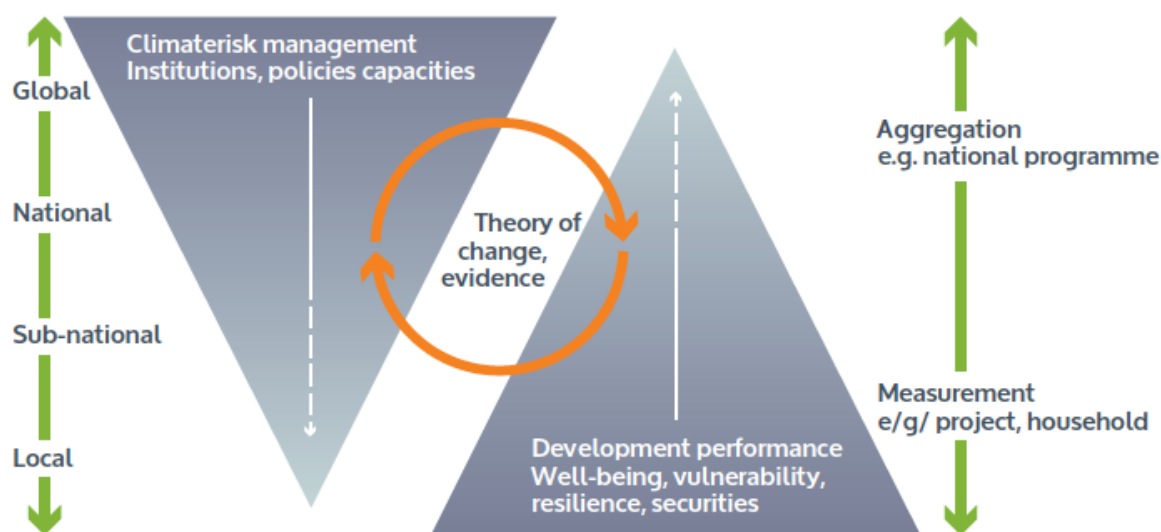 Climaterisk management
Institutions, policies capacities
Global
National
Sub-national
Local
Theory of
change,
evidence
Development performance
Well-being, vulnerability,
resilience, securities
Aggregation
e.g. national programme
Measurement
e/g/ project, household